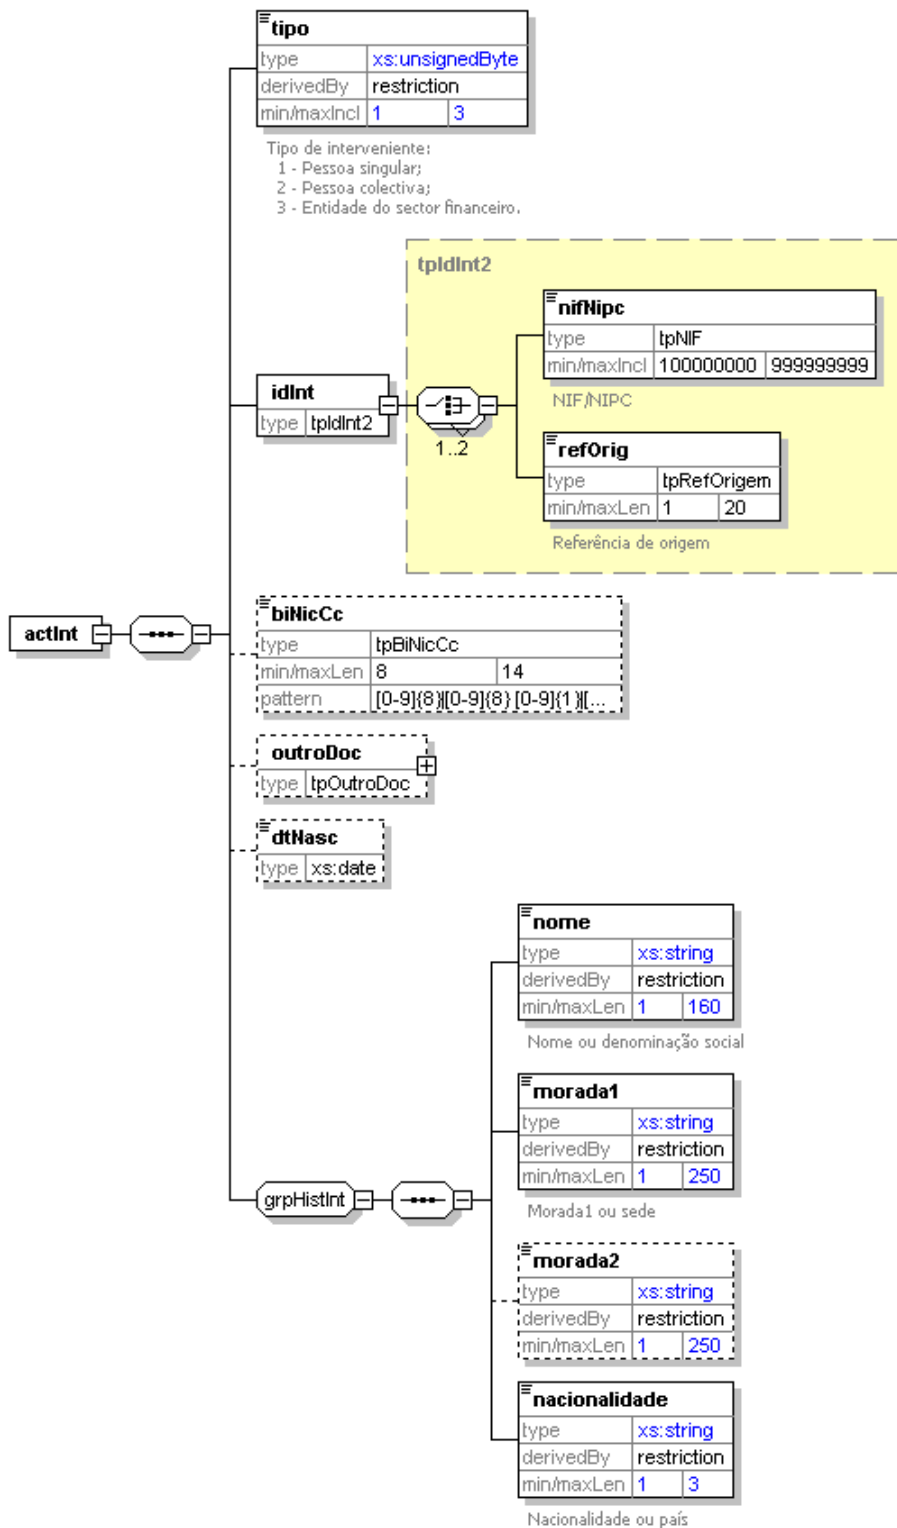 tipo
type xs:unsignedByte
derivedBy restriction
min/maxIncl 1 3
Tipo de interveniente:
1 - Pessoa singular;
2 - Pessoa colectiva;
3 - Entidade do sector financeiro.
tpIdInt2
nifNipc
type tpNIF
min/maxIncl 100000000 999999999
NIF/NIPC
idInt
type tpIdInt2
1..2
refOrig
type tpRefOrigem
min/maxLen 1 20
Referência de origem
actInt
biNicCc
type tpBiNicCc
min/maxLen 8 14
pattern [0-9]{8}|[0-9]{8} [0-9]{1}|[...
outroDoc
type tpOutroDoc
dtNasc
type xs:date
nome
type xs:string
derivedBy restriction
min/maxLen 1 160
Nome ou denominação social
morada1
type xs:string
derivedBy restriction
min/maxLen 1 250
Morada1 ou sede
grpHistInt
morada2
type xs:string
derivedBy restriction
min/maxLen 1 250
nacionalidade
type xs:string
derivedBy restriction
min/maxLen 1 3
Nacionalidade ou país